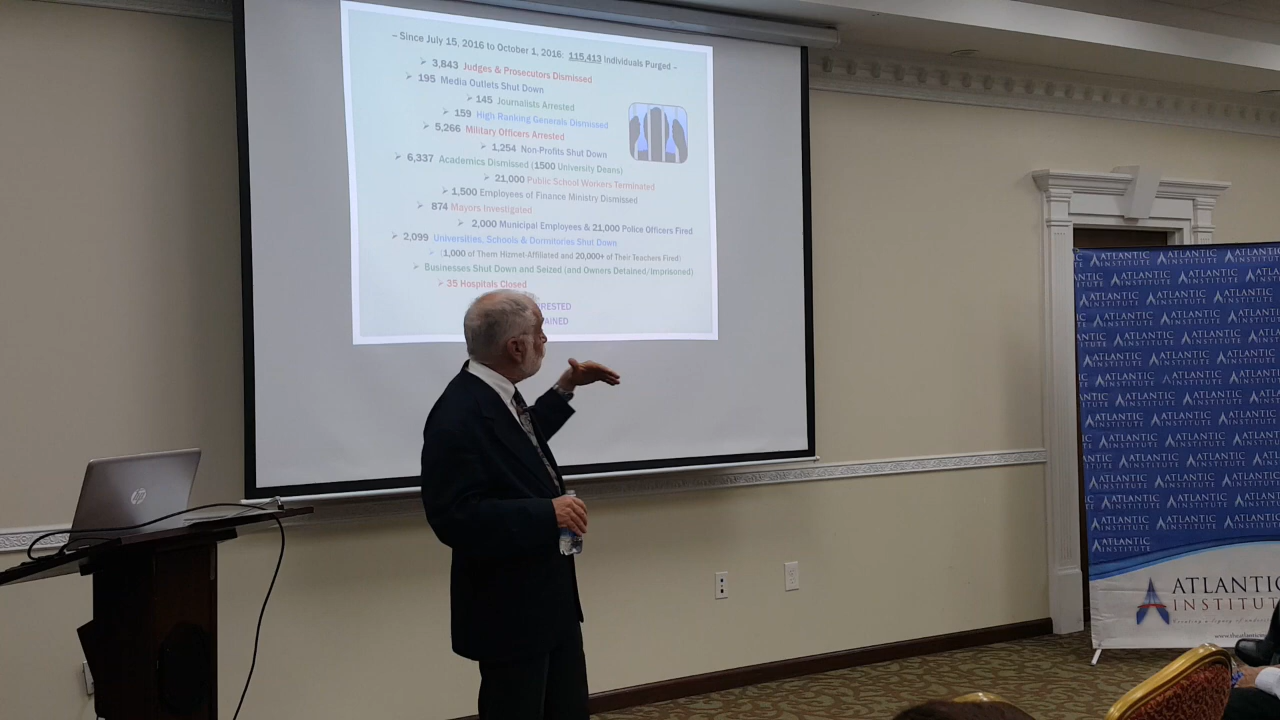 – Since July 15, 2016 to October 1, 2016: 115,413 Individuals Purged –
➢ 3,843 Judges & Prosecutors Dismissed
➢ 195 Media Outlets Shut Down
➢ 145 Journalists Arrested
➢ 159 High Ranking Generals Dismissed
➢ 5,266 Military Officers Arrested
➢ 1,254 Non-Profits Shut Down
➢ 6,337 Academics Dismissed (1500 University Deans)
➢ 21,000 Public School Workers Terminated
➢ 1,500 Employees of Finance Ministry Dismissed
➢ 874 Mayors Investigated
➢ 2,000 Municipal Employees & 21,000 Police Officers Fired
➢ 2,099 Universities, Schools & Dormitories Shut Down
➢ (1,000 of Them Hizmet-Affiliated and 20,000+ of Their Teachers Fired)
➢ Businesses Shut Down and Seized (and Owners Detained/Imprisoned)
➢ 35 Hospitals Closed
RESTED
AINED
hp
ATLANTIC
INSTITUTE
ATLANTIC
INSTITUT